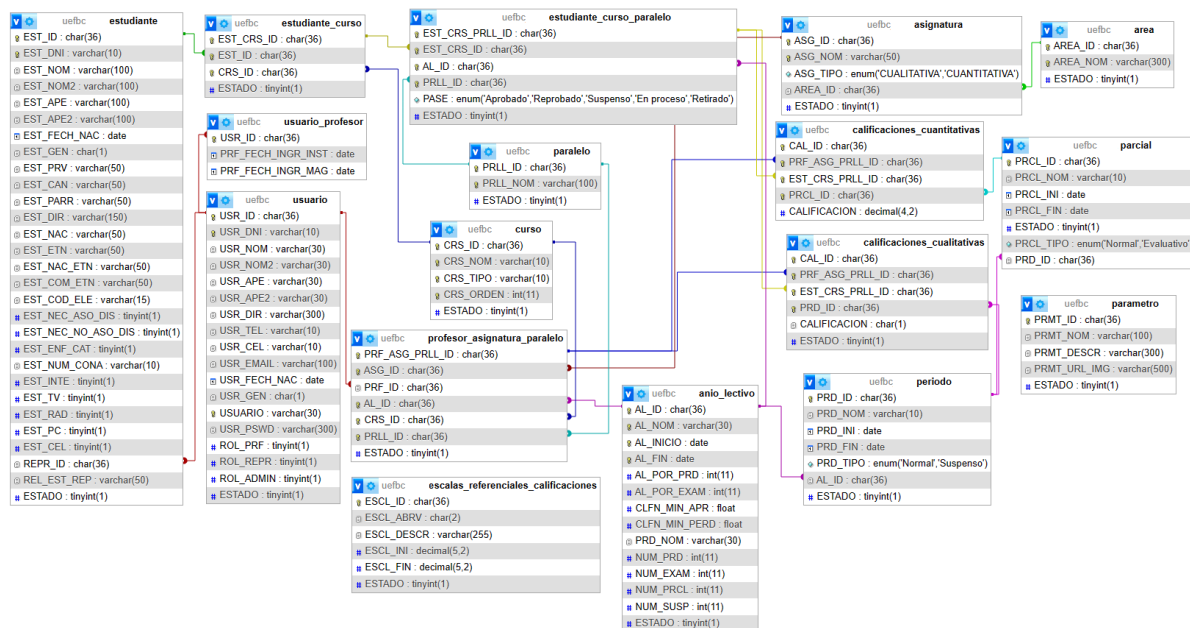 uefbc estudiante
EST_ID : char(36)
EST_DNI : varchar(10)
EST_NOM : varchar(100)
EST_NOM2 : varchar(100)
EST_APE : varchar(100)
EST_APE2 : varchar(100)
EST_FECH_NAC : date
EST_GEN : char(1)
EST_PRV : varchar(50)
EST_CAN : varchar(50)
EST_PARR : varchar(50)
EST_DIR : varchar(150)
EST_NAC : varchar(50)
EST_ETN : varchar(50)
EST_NAC_ETN : varchar(50)
EST_COM_ETN : varchar(50)
EST_COD_ELE : varchar(15)
EST_NEC_ASO_DIS : tinyint(1)
EST_NEC_NO_ASO_DIS : tinyint(1)
EST_ENF_CAT : tinyint(1)
EST_NUM_CONA : varchar(10)
EST_INTE : tinyint(1)
EST_TV : tinyint(1)
EST_RAD : tinyint(1)
EST_PC : tinyint(1)
EST_CEL : tinyint(1)
REPR_ID : char(36)
REL_EST_REP : varchar(50)
ESTADO : tinyint(1)
uefbc estudiante_curso
EST_CRS_ID : char(36)
EST_ID : char(36)
CRS_ID : char(36)
ESTADO : tinyint(1)
uefbc usuario_profesor
USR_ID : char(36)
PRF_FECH_INGR_INST : date
PRF_FECH_INGR_MAG : date
uefbc usuario
USR_ID : char(36)
USR_DNI : varchar(10)
USR_NOM : varchar(30)
USR_NOM2 : varchar(30)
USR_APE : varchar(30)
USR_APE2 : varchar(30)
USR_DIR : varchar(300)
USR_TEL : varchar(10)
USR_CEL : varchar(10)
USR_EMAIL : varchar(100)
USR_FECH_NAC : date
USR_GEN : char(1)
USUARIO : varchar(30)
USR_PSWD : varchar(300)
ROL_PRF : tinyint(1)
ROL_REPR : tinyint(1)
ROL_ADMIN : tinyint(1)
ESTADO : tinyint(1)
uefbc estudiante_curso_paralelo
EST_CRS_PRLL_ID : char(36)
EST_CRS_ID : char(36)
AL_ID : char(36)
PRLL_ID : char(36)
PASE : enum('Aprobado','Reprobado','Suspenso','En proceso','Retirado')
ESTADO : tinyint(1)
uefbc paralelo
PRLL_ID : char(36)
PRLL_NOM : varchar(100)
ESTADO : tinyint(1)
uefbc curso
CRS_ID : char(36)
CRS_NOM : varchar(10)
CRS_TIPO : varchar(10)
CRS_ORDEN : int(11)
ESTADO : tinyint(1)
uefbc profesor_asignatura_paralelo
PRF_ASG_PRLL_ID : char(36)
ASG_ID : char(36)
PRF_ID : char(36)
AL_ID : char(36)
CRS_ID : char(36)
PRLL_ID : char(36)
ESTADO : tinyint(1)
uefbc escalas_referenciales_calificaciones
ESCL_ID : char(36)
ESCL_ABRV : char(2)
ESCL_DESCR : varchar(255)
ESCL_INI : decimal(5,2)
ESCL_FIN : decimal(5,2)
ESTADO : tinyint(1)
uefbc anio_lectivo
AL_ID : char(36)
AL_NOM : varchar(30)
AL_INICIO : date
AL_FIN : date
AL_POR_PRD : int(11)
AL_POR_EXAM : int(11)
CLFN_MIN_APR : float
CLFN_MIN_PERD : float
PRD_NOM : varchar(30)
NUM_PRD : int(11)
NUM_EXAM : int(11)
NUM_PRCL : int(11)
NUM_SUSP : int(11)
ESTADO : tinyint(1)
uefbc asignatura
ASG_ID : char(36)
ASG_NOM : varchar(50)
ASG_TIPO : enum('CUALITATIVA','CUANTITATIVA')
AREA_ID : char(36)
ESTADO : tinyint(1)
uefbc area
AREA_ID : char(36)
AREA_NOM : varchar(300)
ESTADO : tinyint(1)
uefbc calificaciones_cuantitativas
CAL_ID : char(36)
PRF_ASG_PRLL_ID : char(36)
EST_CRS_PRLL_ID : char(36)
PRCL_ID : char(36)
CALIFICACION : decimal(4,2)
uefbc parcial
PRCL_ID : char(36)
PRCL_NOM : varchar(10)
PRCL_INI : date
PRCL_FIN : date
ESTADO : tinyint(1)
PRCL_TIPO : enum('Normal','Evaluativo'
PRD_ID : char(36)
uefbc calificaciones_cualitativas
CAL_ID : char(36)
PRF_ASG_PRLL_ID : char(36)
EST_CRS_PRLL_ID : char(36)
PRD_ID : char(36)
CALIFICACION : char(1)
ESTADO : tinyint(1)
uefbc parametro
PRMT_ID : char(36)
PRMT_NOM : varchar(100)
PRMT_DESCR : varchar(300)
PRMT_URL_IMG : varchar(500)
ESTADO : tinyint(1)
uefbc periodo
PRD_ID : char(36)
PRD_NOM : varchar(10)
PRD_INI : date
PRD_FIN : date
PRD_TIPO : enum('Normal','Suspenso')
AL_ID : char(36)
ESTADO : tinyint(1)